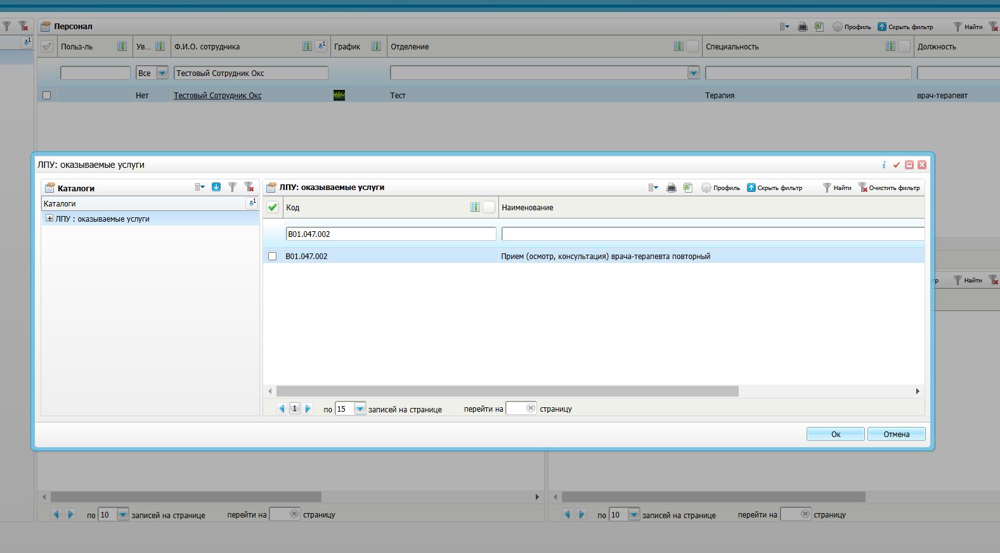 Персонал
Профиль Скрыть фильтр Найти
1 Польз-ль Ув... Ф.И.О. сотрудника 1 График Отделение Специальность Должность
Все Тестовый Сотрудник Окс
Нет Тестовый Сотрудник Окс Тест Терапия врач-терапевт
ЛПУ: оказываемые услуги
Каталоги
ЛПУ: оказываемые услуги Профиль Скрыть фильтр Найти Очистить фильтр
Каталоги 1
Код Наименование
ЛПУ : оказываемые услуги
B01.047.002
B01.047.002 Прием (осмотр, консультация) врача-терапевта повторный
р Найти
1 по 15 записей на странице перейти на страницу
Ок Отмена
по 10 записей на странице перейти на страницу
по 10 записей на странице перейти на страницу